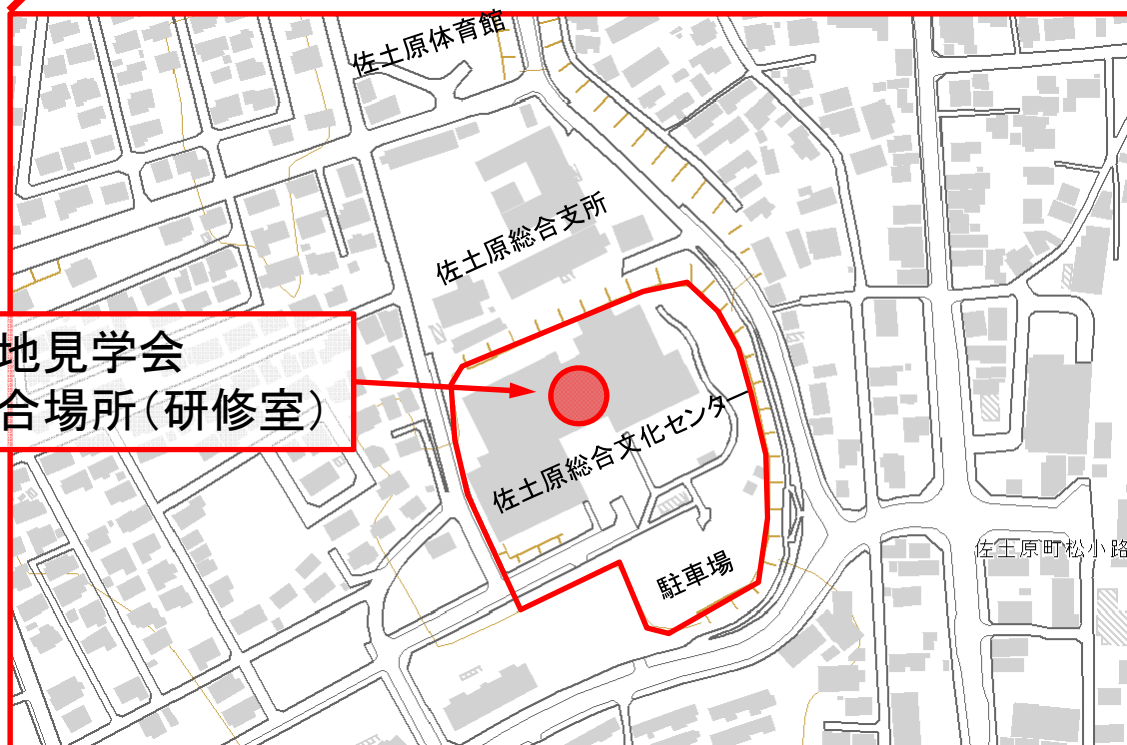 佐土原体育館
佐土原総合支所
地見学会
合場所（研修室）
佐土原総合文化センター
駐車場
佐土原町松小路